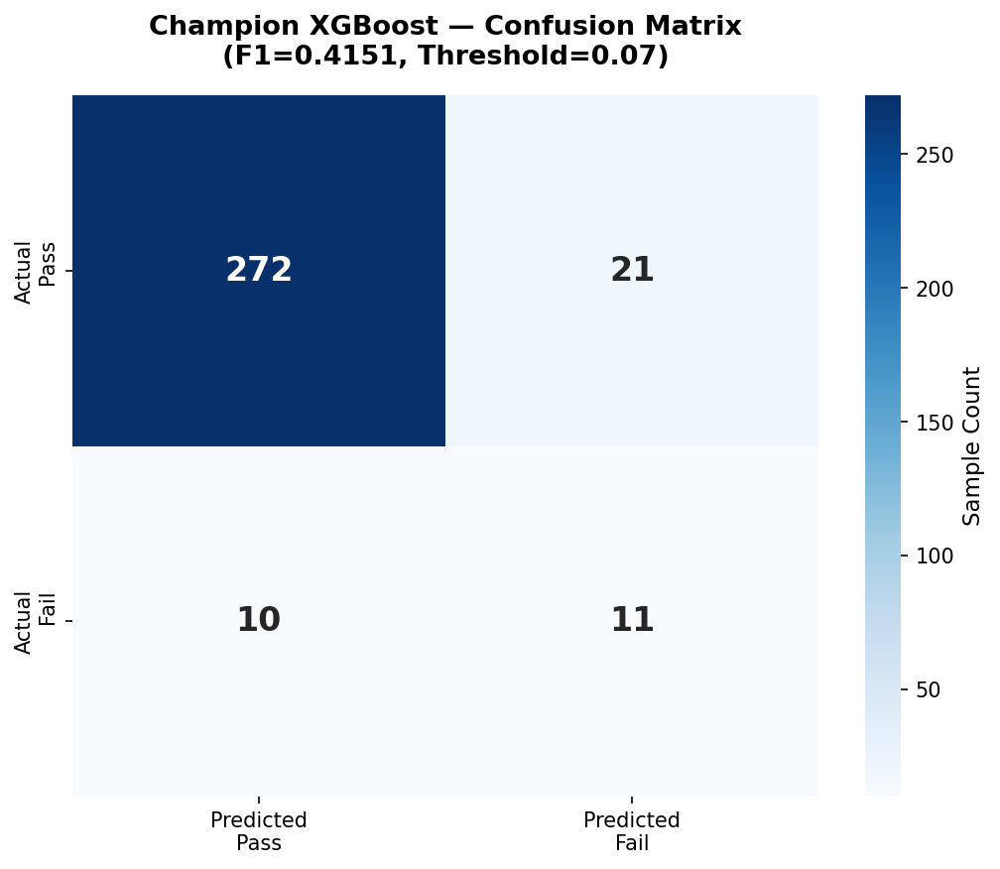 Champion XGBoost — Confusion Matrix
(F1=0.4151, Threshold=0.07)
Actual
Pass
272
21
Actual
Fail
10
11
Predicted
Pass
Predicted
Fail
250
200
150
100
50
Sample Count